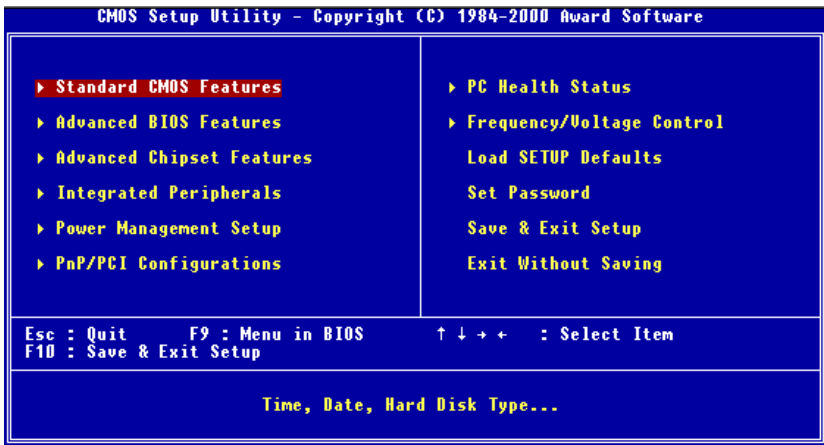 CMOS Setup Utility - Copyright (C) 1984-2000 Award Software
▸ Standard CMOS Features
▸ Advanced BIOS Features
▸ Advanced Chipset Features
▸ Integrated Peripherals
▸ Power Management Setup
▸ PnP/PCI Configurations
▸ PC Health Status
▸ Frequency/Voltage Control
Load SETUP Defaults
Set Password
Save & Exit Setup
Exit Without Saving
Esc : Quit F9 : Menu in BIOS ↑ ↓ → ← : Select Item
F10 : Save & Exit Setup
Time, Date, Hard Disk Type...